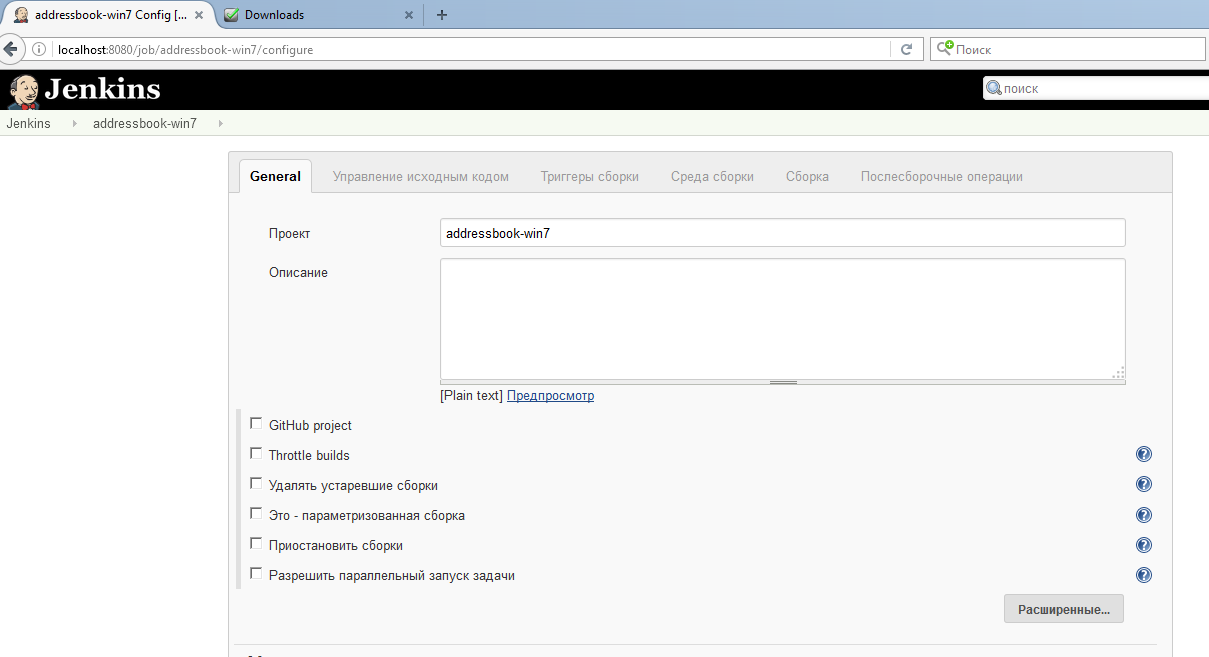 addressbook-win7 Config [...
Downloads
localhost:8080/job/addressbook-win7/configure
Поиск
Jenkins
поиск
Jenkins
addressbook-win7
General
Управление исходным кодом
Триггеры сборки
Среда сборки
Сборка
Послесборочные операции
Проект
addressbook-win7
Описание
[Plain text] Предпросмотр
GitHub project
Throttle builds
Удалять устаревшие сборки
Это - параметризованная сборка
Приостановить сборки
Разрешить параллельный запуск задачи
Расширенные...